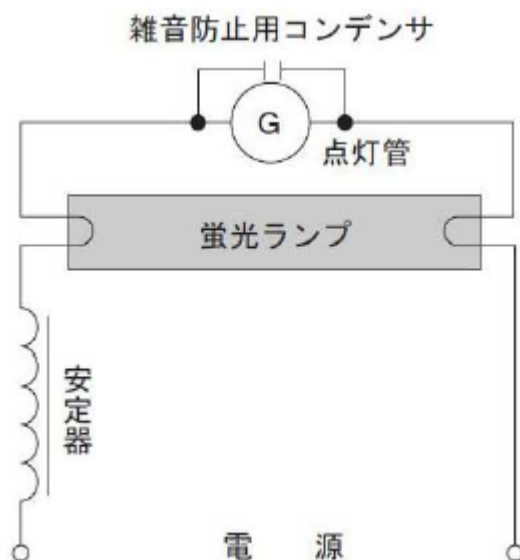 雑音防止用コンデンサ
G
点灯管
蛍光ランプ
安定器
電 源